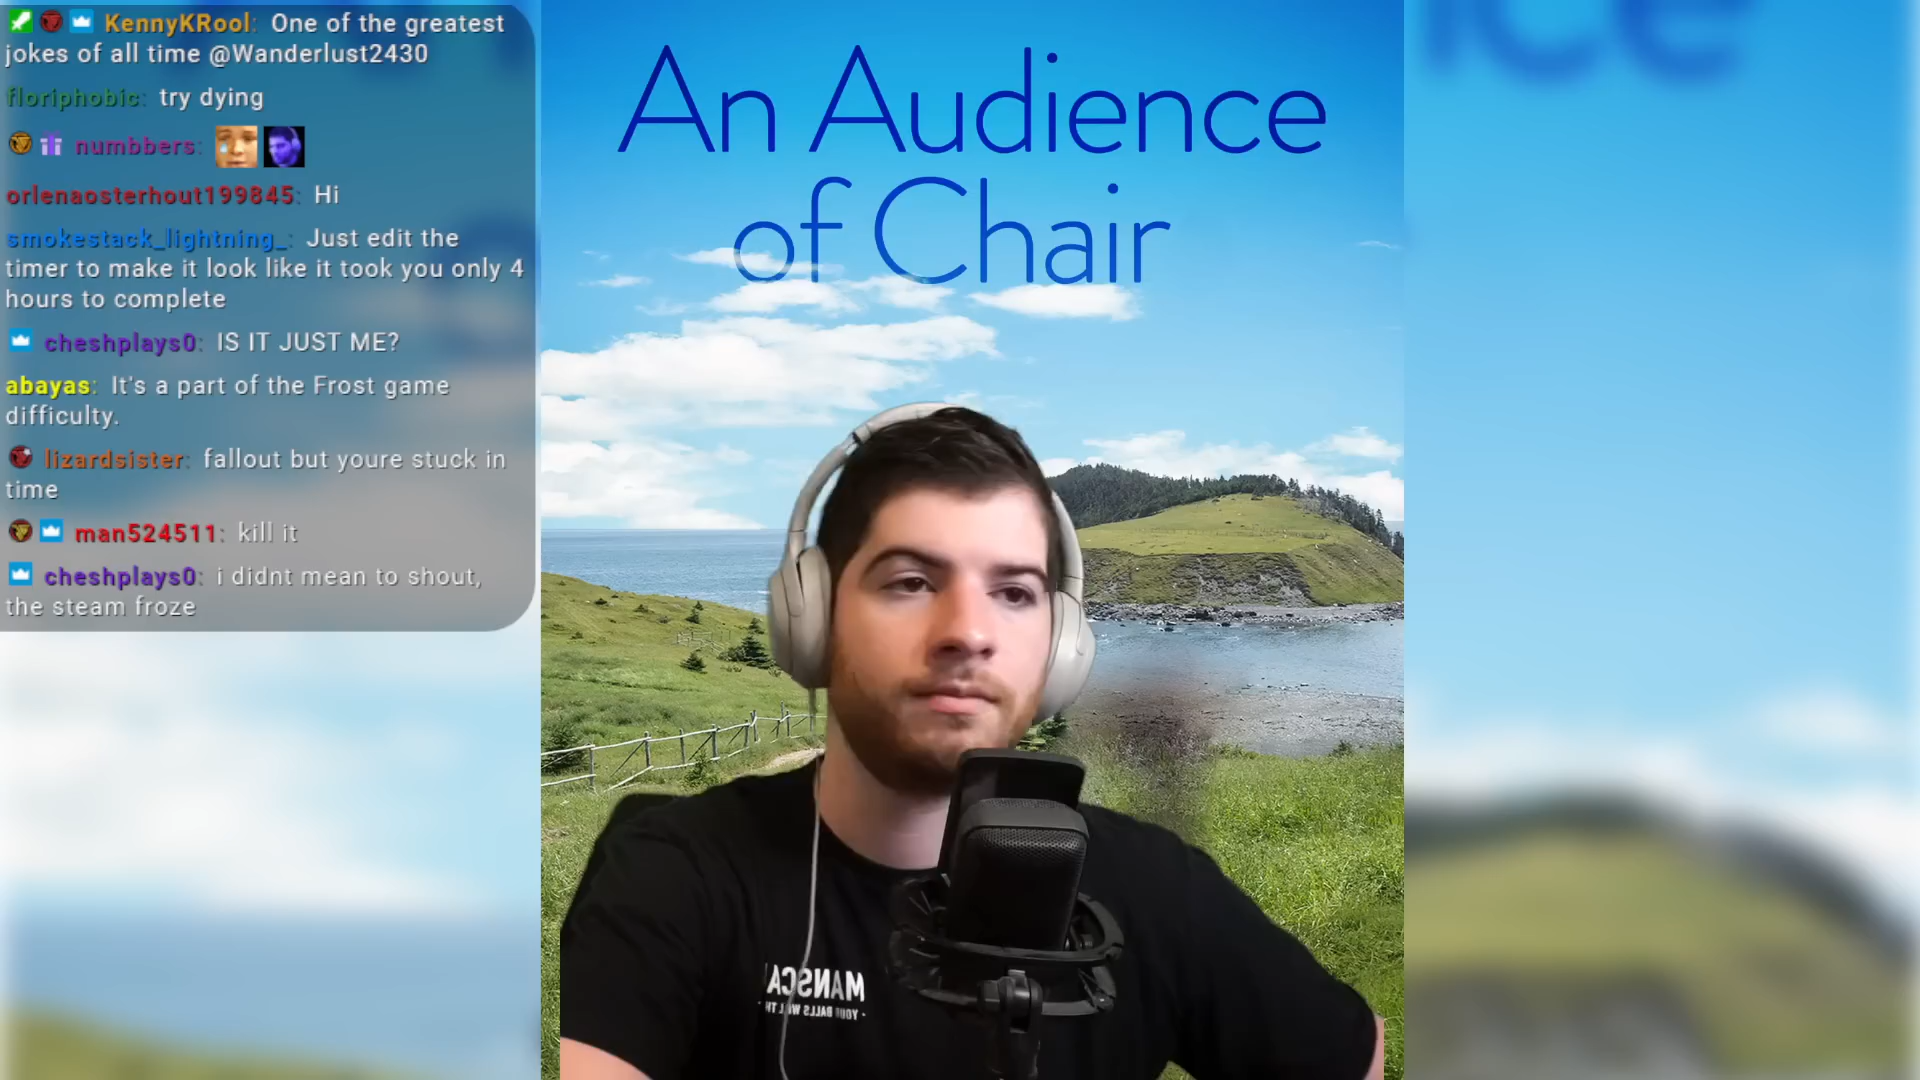 KennyKRool: One of the greatest
jokes of all time @Wanderlust2430
floriphobic: try dying
numbbers:
orlenaosterhout199845: Hi
smokestack_lightning_: Just edit the
timer to make it look like it took you only 4
hours to complete
cheshplays0: IS IT JUST ME?
abayas: It's a part of the Frost game
difficulty.
lizardsister: fallout but youre stuck in
time
man524511: kill it
cheshplays0: i didnt mean to shout,
the steam froze
An Audience
of Chair
MANSCA
YOUR BALLS W